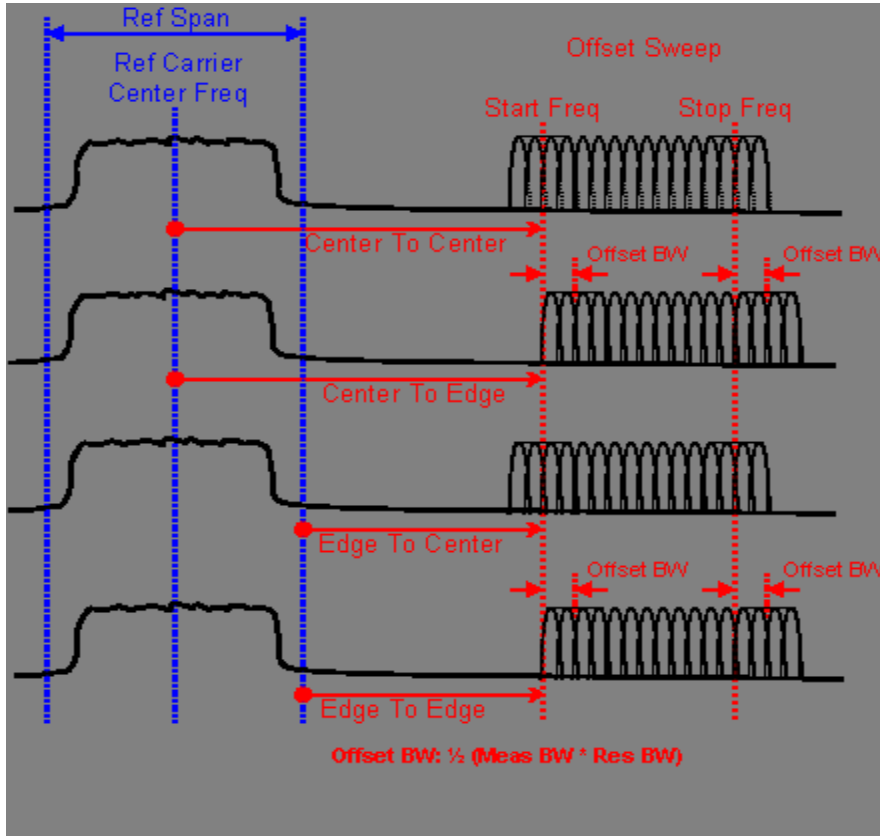 Ref Span
Offset Sweep
Ref Carrier
Center Freq
Start Freq
Stop Freq
Center To Center
Offset BW
Offset BW
Center To Edge
Edge To Center
Offset BW
Offset BW
Edge To Edge
Offset BW: ½ (Meas BW * Res BW)